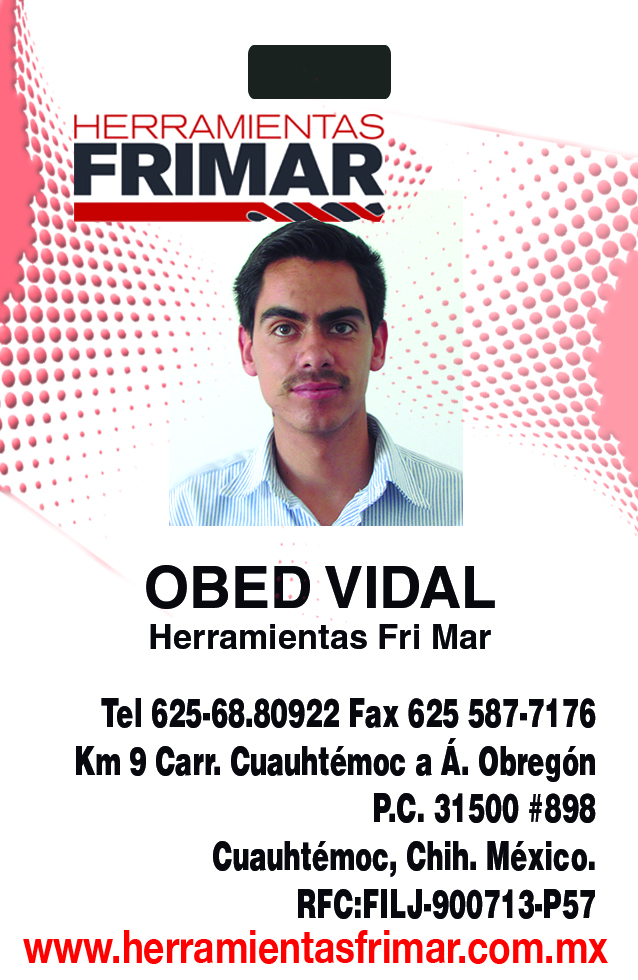 HERRAMIENTAS
FRIMAR
OBED VIDAL
Herramientas Fri Mar
Tel 625-68.80922 Fax 625 587-7176
Km 9 Carr. Cuauhtémoc a Á. Obregón
P.C. 31500 #898
Cuauhtémoc, Chih. México.
RFC:FILJ-900713-P57
www.herramientasfrimar.com.mx